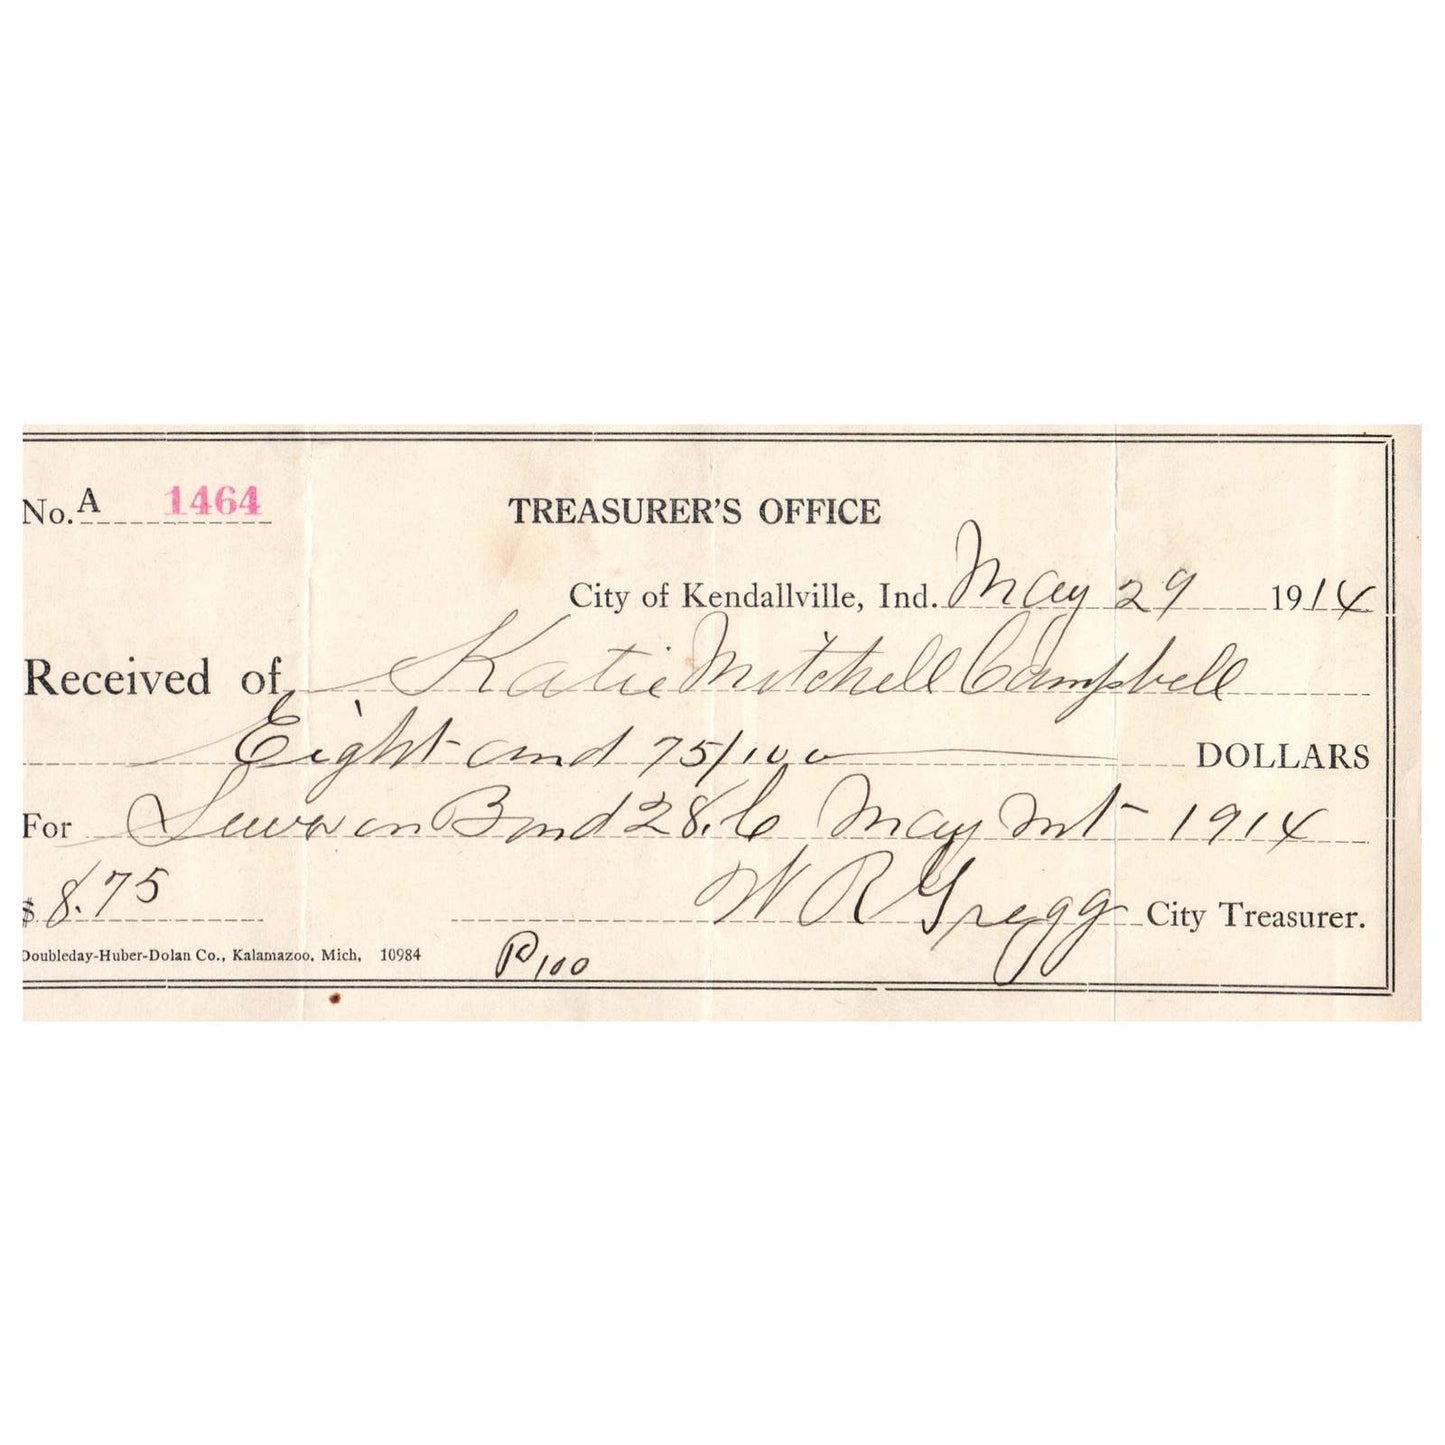 No. A 1464
TREASURER'S OFFICE
City of Kendallville, Ind. May 29 1914
Received of Katie Mitchell Campbell
Eight and 75/100 DOLLARS
For Sewer on Bond 28.6 May Int 1914
$ 8.75 W R Gregg City Treasurer.
Doubleday-Huber-Dolan Co., Kalamazoo, Mich, 10984
P100